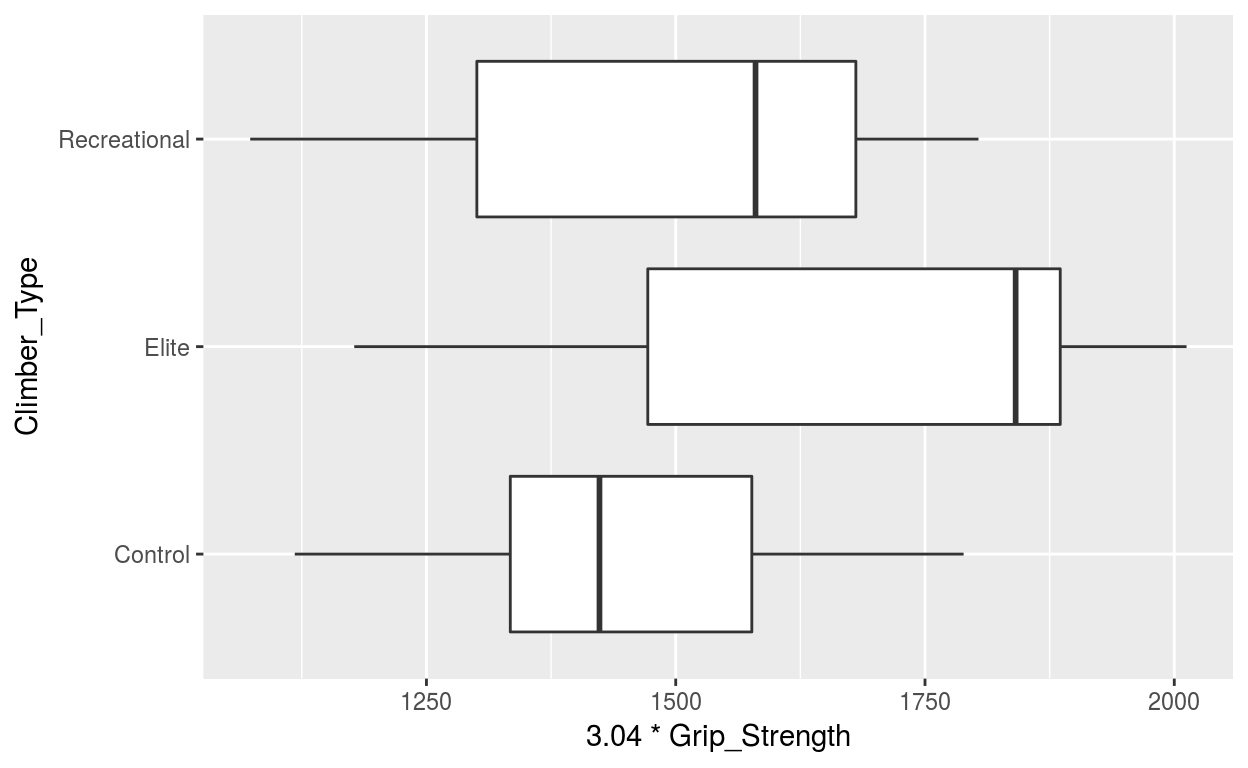 Recreational
Elite
Control
Climber_Type
1250 1500 1750 2000
3.04 * Grip_Strength